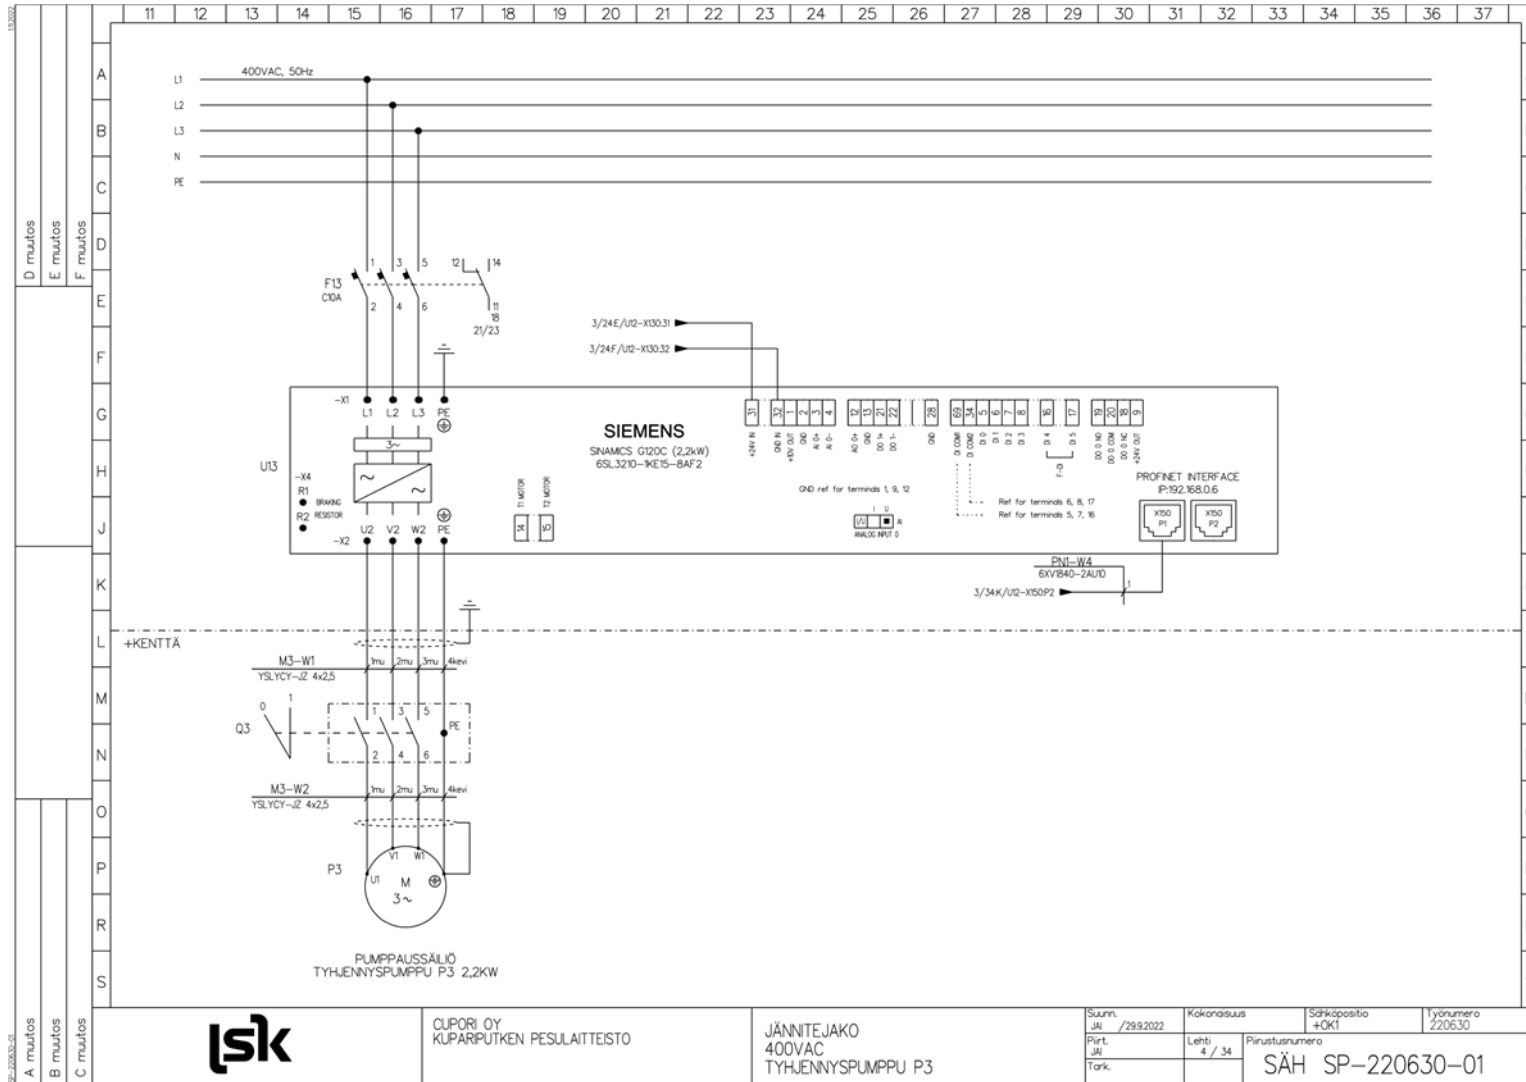 11 12 13 14 15 16 17 18 19 20 21 22 23 24 25 26 27 28 29 30 31 32 33 34 35 36 37
A
B
C
D
E
F
G
H
J
K
L
M
N
O
P
R
S
D muutos
E muutos
F muutos
A muutos
B muutos
C muutos
SP-220630-01
400VAC, 50Hz
L1
L2
L3
N
PE
F13
C10A
1 3 5 12 14
2 4 6 11
18
21/23
3/24:E/U12-X130:31
3/24:F/U12-X130:32
U13
-X1
L1 L2 L3 PE
3~
~
~
-X4
R1
BRAKING
R2 RESISTOR
U2 V2 W2 PE
-X2
SIEMENS
SINAMICS G120C (2,2kW)
6SL3210-1KE15-8AF2
14 15
T1 MOTOR
T2 MOTOR
31 32 1 2 3 4 12 13 21 22 28 69 34 5 6 7 8 16 17 19 20 18 9
+24V IN
GND IN
+10V OUT
GND
AI 0+
AI 0-
AO 0+
GND
DO 1+
DO 1-
GND
DI COM1
DI COM2
DI 0
DI 1
DI 2
DI 3
DI 4
DI 5
F-DI
DO 0 NO
DO 0 COM
DO 0 NC
+24V OUT
GND ref for terminals 1, 9, 12
I U
AI
ANALOG INPUT 0
Ref for terminals 6, 8, 17
Ref for terminals 5, 7, 16
PROFINET INTERFACE
IP:192.168.0.6
X150
P1
X150
P2
PN1-W4
6XV1840-2AU10
1
3/34:K/U12-X150:P2
+KENTTÄ
M3-W1
YSLYCY-JZ 4x2,5
1mu 2mu 3mu 4kevi
Q3
0 1
1 3 5
PE
2 4 6
M3-W2
YSLYCY-JZ 4x2,5
1mu 2mu 3mu 4kevi
P3
U1 V1 W1
M
3~
PUMPPAUSSÄILIÖ
TYHJENNYSPUMPPU P3 2,2KW
lsk
CUPORI OY
KUPARIPUTKEN PESULAITTEISTO
JÄNNITEJAKO
400VAC
TYHJENNYSPUMPPU P3
Suunn.
JAI /29.9.2022
Kokonaisuus
Sähköpositio
+OK1
Työnumero
220630
Piirt.
JAI
Lehti
4 / 34
Piirustusnumero
SÄH SP-220630-01
Tark.